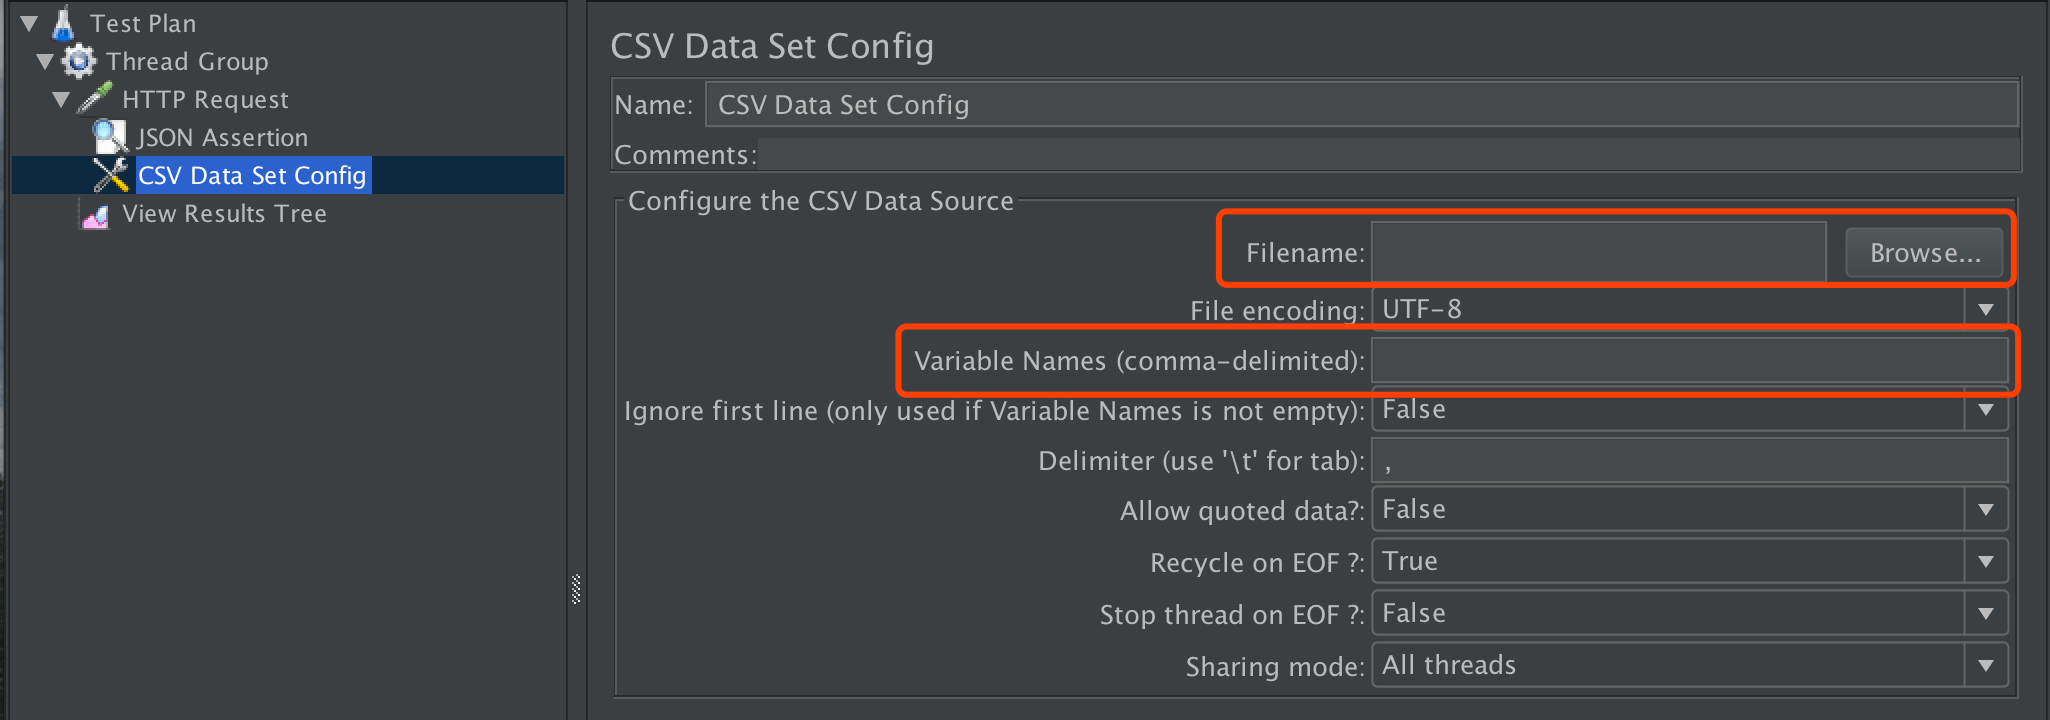 Test Plan
Thread Group
HTTP Request
JSON Assertion
CSV Data Set Config
View Results Tree
CSV Data Set Config
Name: CSV Data Set Config
Comments:
Configure the CSV Data Source
Filename: Browse...
File encoding: UTF-8
Variable Names (comma-delimited):
Ignore first line (only used if Variable Names is not empty): False
Delimiter (use '\t' for tab): ,
Allow quoted data?: False
Recycle on EOF ?: True
Stop thread on EOF ?: False
Sharing mode: All threads